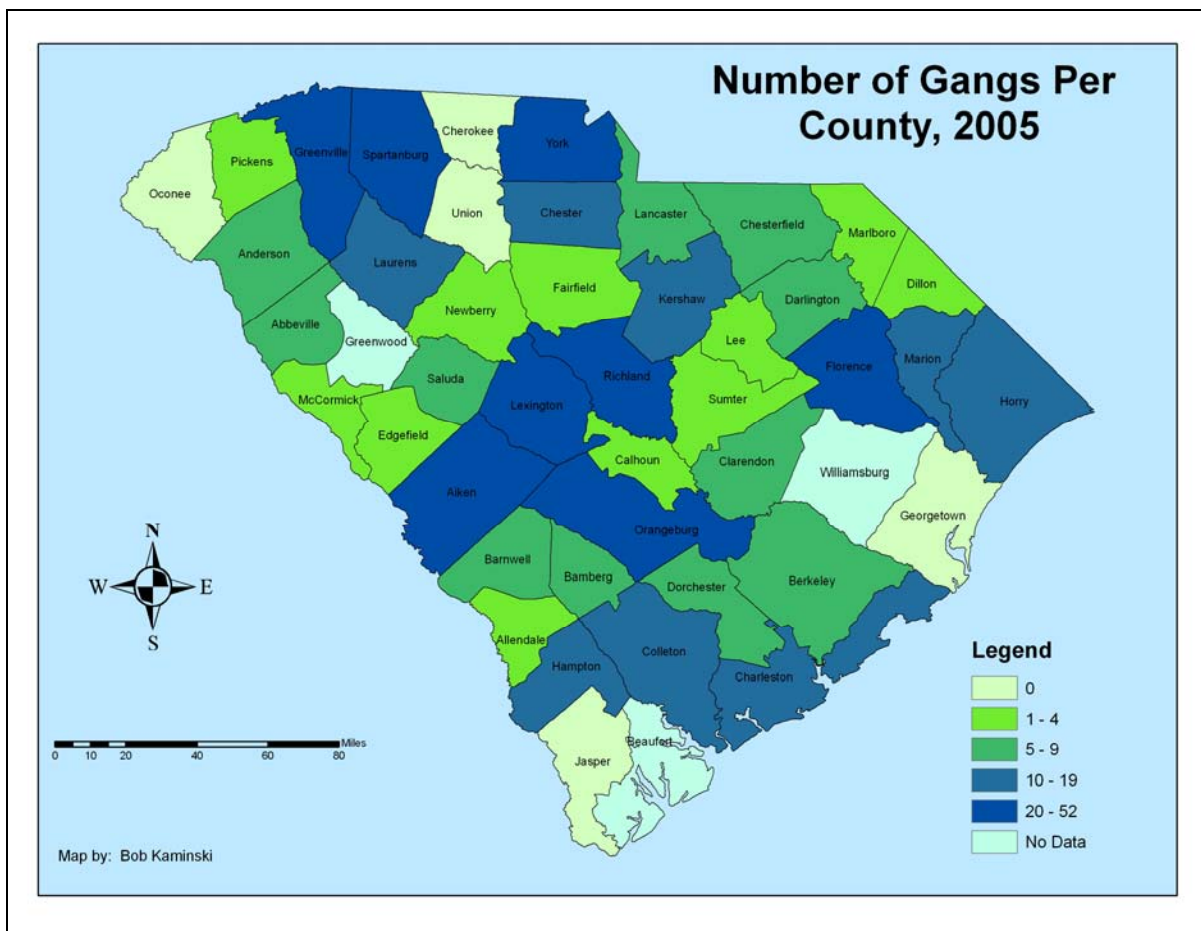 Number of Gangs Per
County, 2005
Cherokee
York
Greenville
Spartanburg
Pickens
Oconee
Union
Chester
Lancaster
Chesterfield
Marlboro
Anderson
Laurens
Fairfield
Dillon
Newberry
Kershaw
Darlington
Abbeville
Greenwood
Lee
Marion
Florence
Saluda
Richland
McCormick
Lexington
Sumter
Horry
Edgefield
Calhoun
Clarendon
Williamsburg
Aiken
Georgetown
Orangeburg
Barnwell
Bamberg
Dorchester
Berkeley
Allendale
Hampton
Colleton
Charleston
Beaufort
Jasper
N
W
E
S
Miles
0 10 20 40 60 80
Legend
0
1 - 4
5 - 9
10 - 19
20 - 52
No Data
Map by: Bob Kaminski